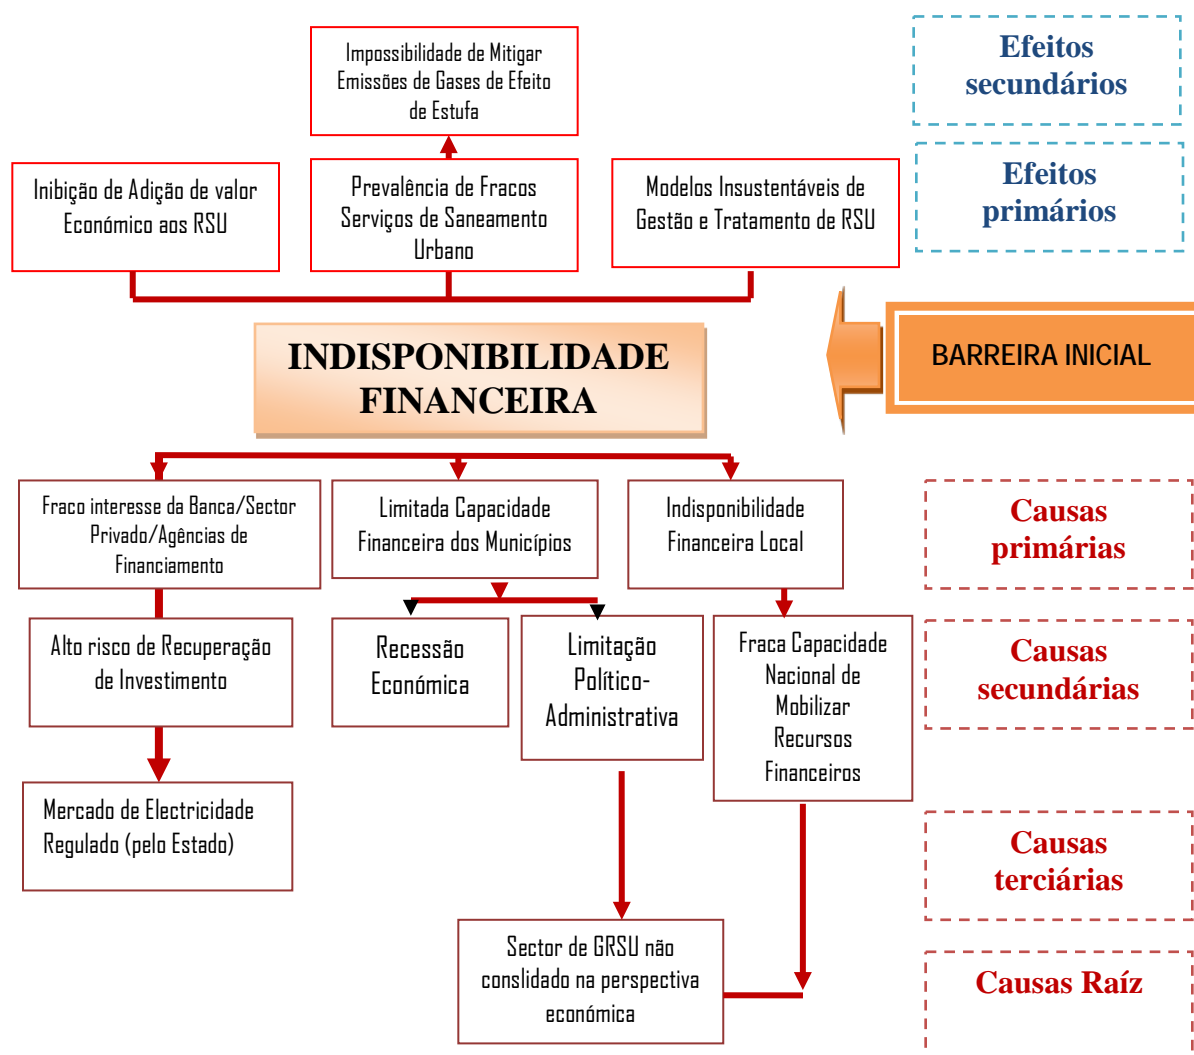 Impossibilidade de Mitigar
Emissões de Gases de Efeito
de Estufa
Efeitos
secundários
Inibição de Adição de valor
Económico aos RSU
Prevalência de Fracos
Serviços de Saneamento
Urbano
Modelos Insustentáveis de
Gestão e Tratamento de RSU
Efeitos
primários
INDISPONIBILIDADE
FINANCEIRA
BARREIRA INICIAL
Fraco interesse da Banca/Sector
Privado/Agências de
Financiamento
Limitada Capacidade
Financeira dos Municípios
Indisponibilidade
Financeira Local
Causas
primárias
Alto risco de Recuperação
de Investimento
Recessão
Económica
Limitação
Político-
Administrativa
Fraca Capacidade
Nacional de
Mobilizar
Recursos
Financeiros
Causas
secundárias
Mercado de Electricidade
Regulado (pelo Estado)
Causas
terciárias
Sector de GRSU não
conslidado na perspectiva
económica
Causas Raíz